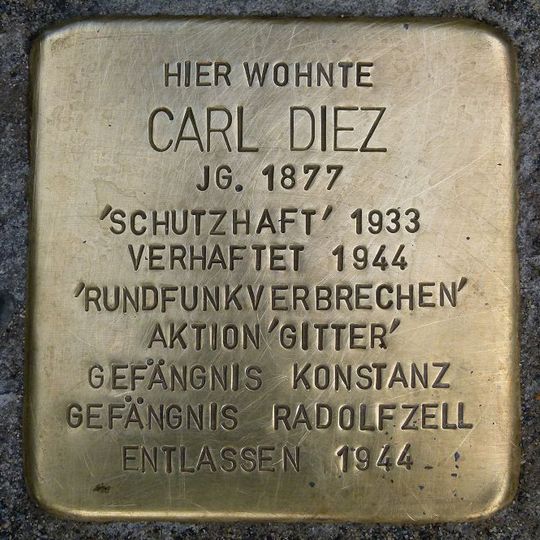 HIER WOHNTE
CARL DIEZ
JG. 1877
'SCHUTZHAFT' 1933
VERHAFTET 1944
'RUNDFUNKVERBRECHEN'
AKTION 'GITTER'
GEFÄNGNIS KONSTANZ
GEFÄNGNIS RADOLFZELL
ENTLASSEN 1944